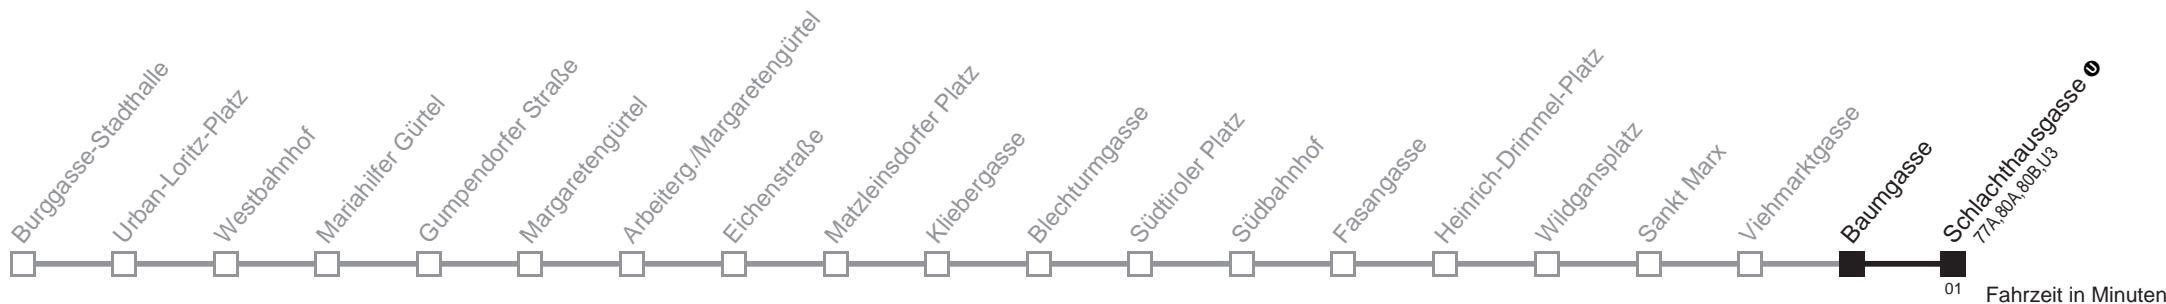 Burggasse-Stadthalle
Urban-Loritz-Platz
Westbahnhof
Mariahilfer Gürtel
Gumpendorfer Straße
Margaretengürtel
Arbeiterg./Margaretengürtel
Eichenstraße
Matzleinsdorfer Platz
Kliebergasse
Blechturmgasse
Südtiroler Platz
Südbahnhof
Fasangasse
Heinrich-Drimmel-Platz
Wildgansplatz
Sankt Marx
Viehmarktgasse
Baumgasse
Schlachthausgasse U
77A,80A,80B,U3
01
Fahrzeit in Minuten